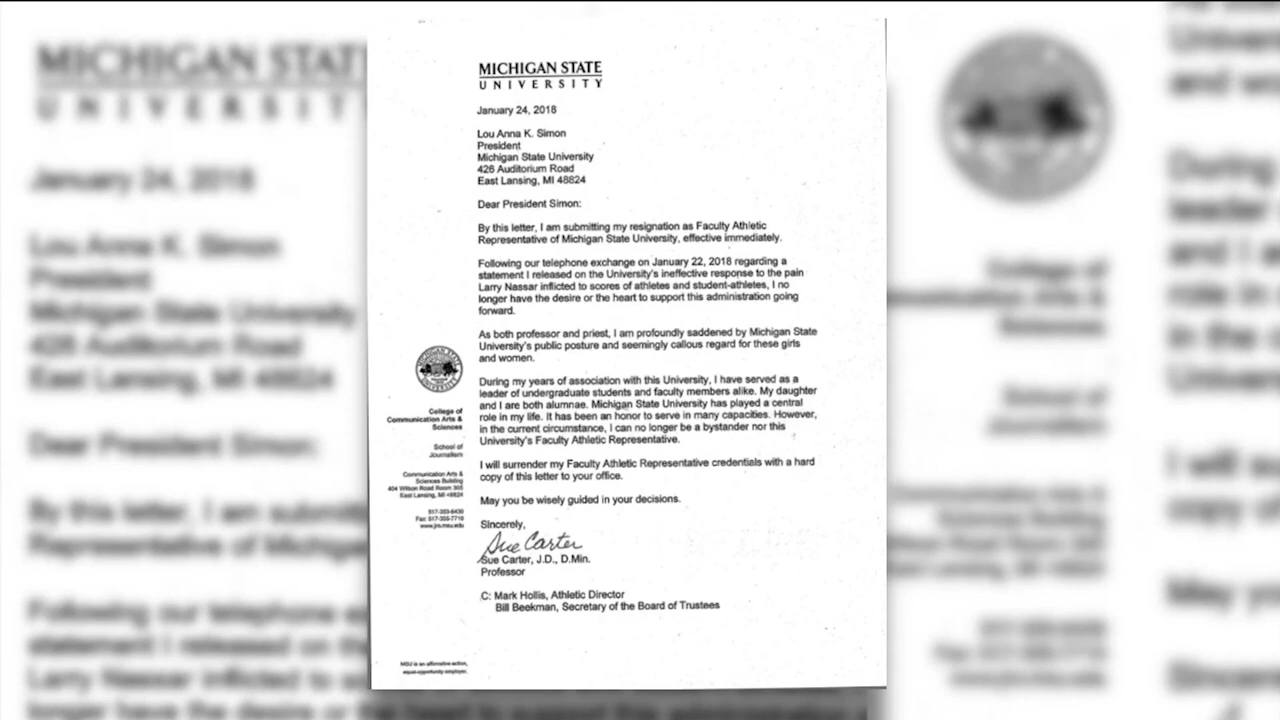 MICHIGAN STATE
UNIVERSITY
January 24, 2018
Lou Anna K. Simon
President
Michigan State University
426 Auditorium Road
East Lansing, MI 48824
Dear President Simon:
By this letter, I am submitting my resignation as Faculty Athletic
Representative of Michigan State University, effective immediately.
Following our telephone exchange on January 22, 2018 regarding a
statement I released on the University's ineffective response to the pain
Larry Nassar inflicted to scores of athletes and student-athletes, I no
longer have the desire or the heart to support this administration going
forward.
As both professor and priest, I am profoundly saddened by Michigan State
University's public posture and seemingly callous regard for these girls
and women.
During my years of association with this University, I have served as a
leader of undergraduate students and faculty members alike. My daughter
and I are both alumnae. Michigan State University has played a central
role in my life. It has been an honor to serve in many capacities. However,
in the current circumstance, I can no longer be a bystander nor this
University's Faculty Athletic Representative.
I will surrender my Faculty Athletic Representative credentials with a hard
copy of this letter to your office.
May you be wisely guided in your decisions.
Sincerely,
Sue Carter
Sue Carter, J.D., D.Min.
Professor
C: Mark Hollis, Athletic Director
Bill Beekman, Secretary of the Board of Trustees
College of
Communication Arts &
Sciences
School of
Journalism
Communication Arts &
Sciences Building
404 Wilson Road Room 305
East Lansing, MI 48824
Fax: 517-355-7710
www.jrn.msu.edu
MSU is an affirmative-action,
equal-opportunity employer.